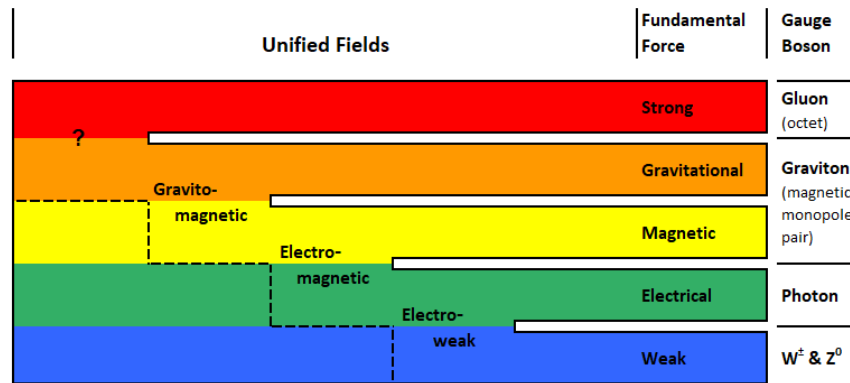 Unified Fields
Fundamental
Force
Gauge
Boson
Strong
Gluon
(octet)
?
Gravitational
Graviton
(magnetic
monopole
pair)
Gravito-
magnetic
Magnetic
Electro-
magnetic
Electrical
Photon
Electro-
weak
Weak
W± & Z⁰